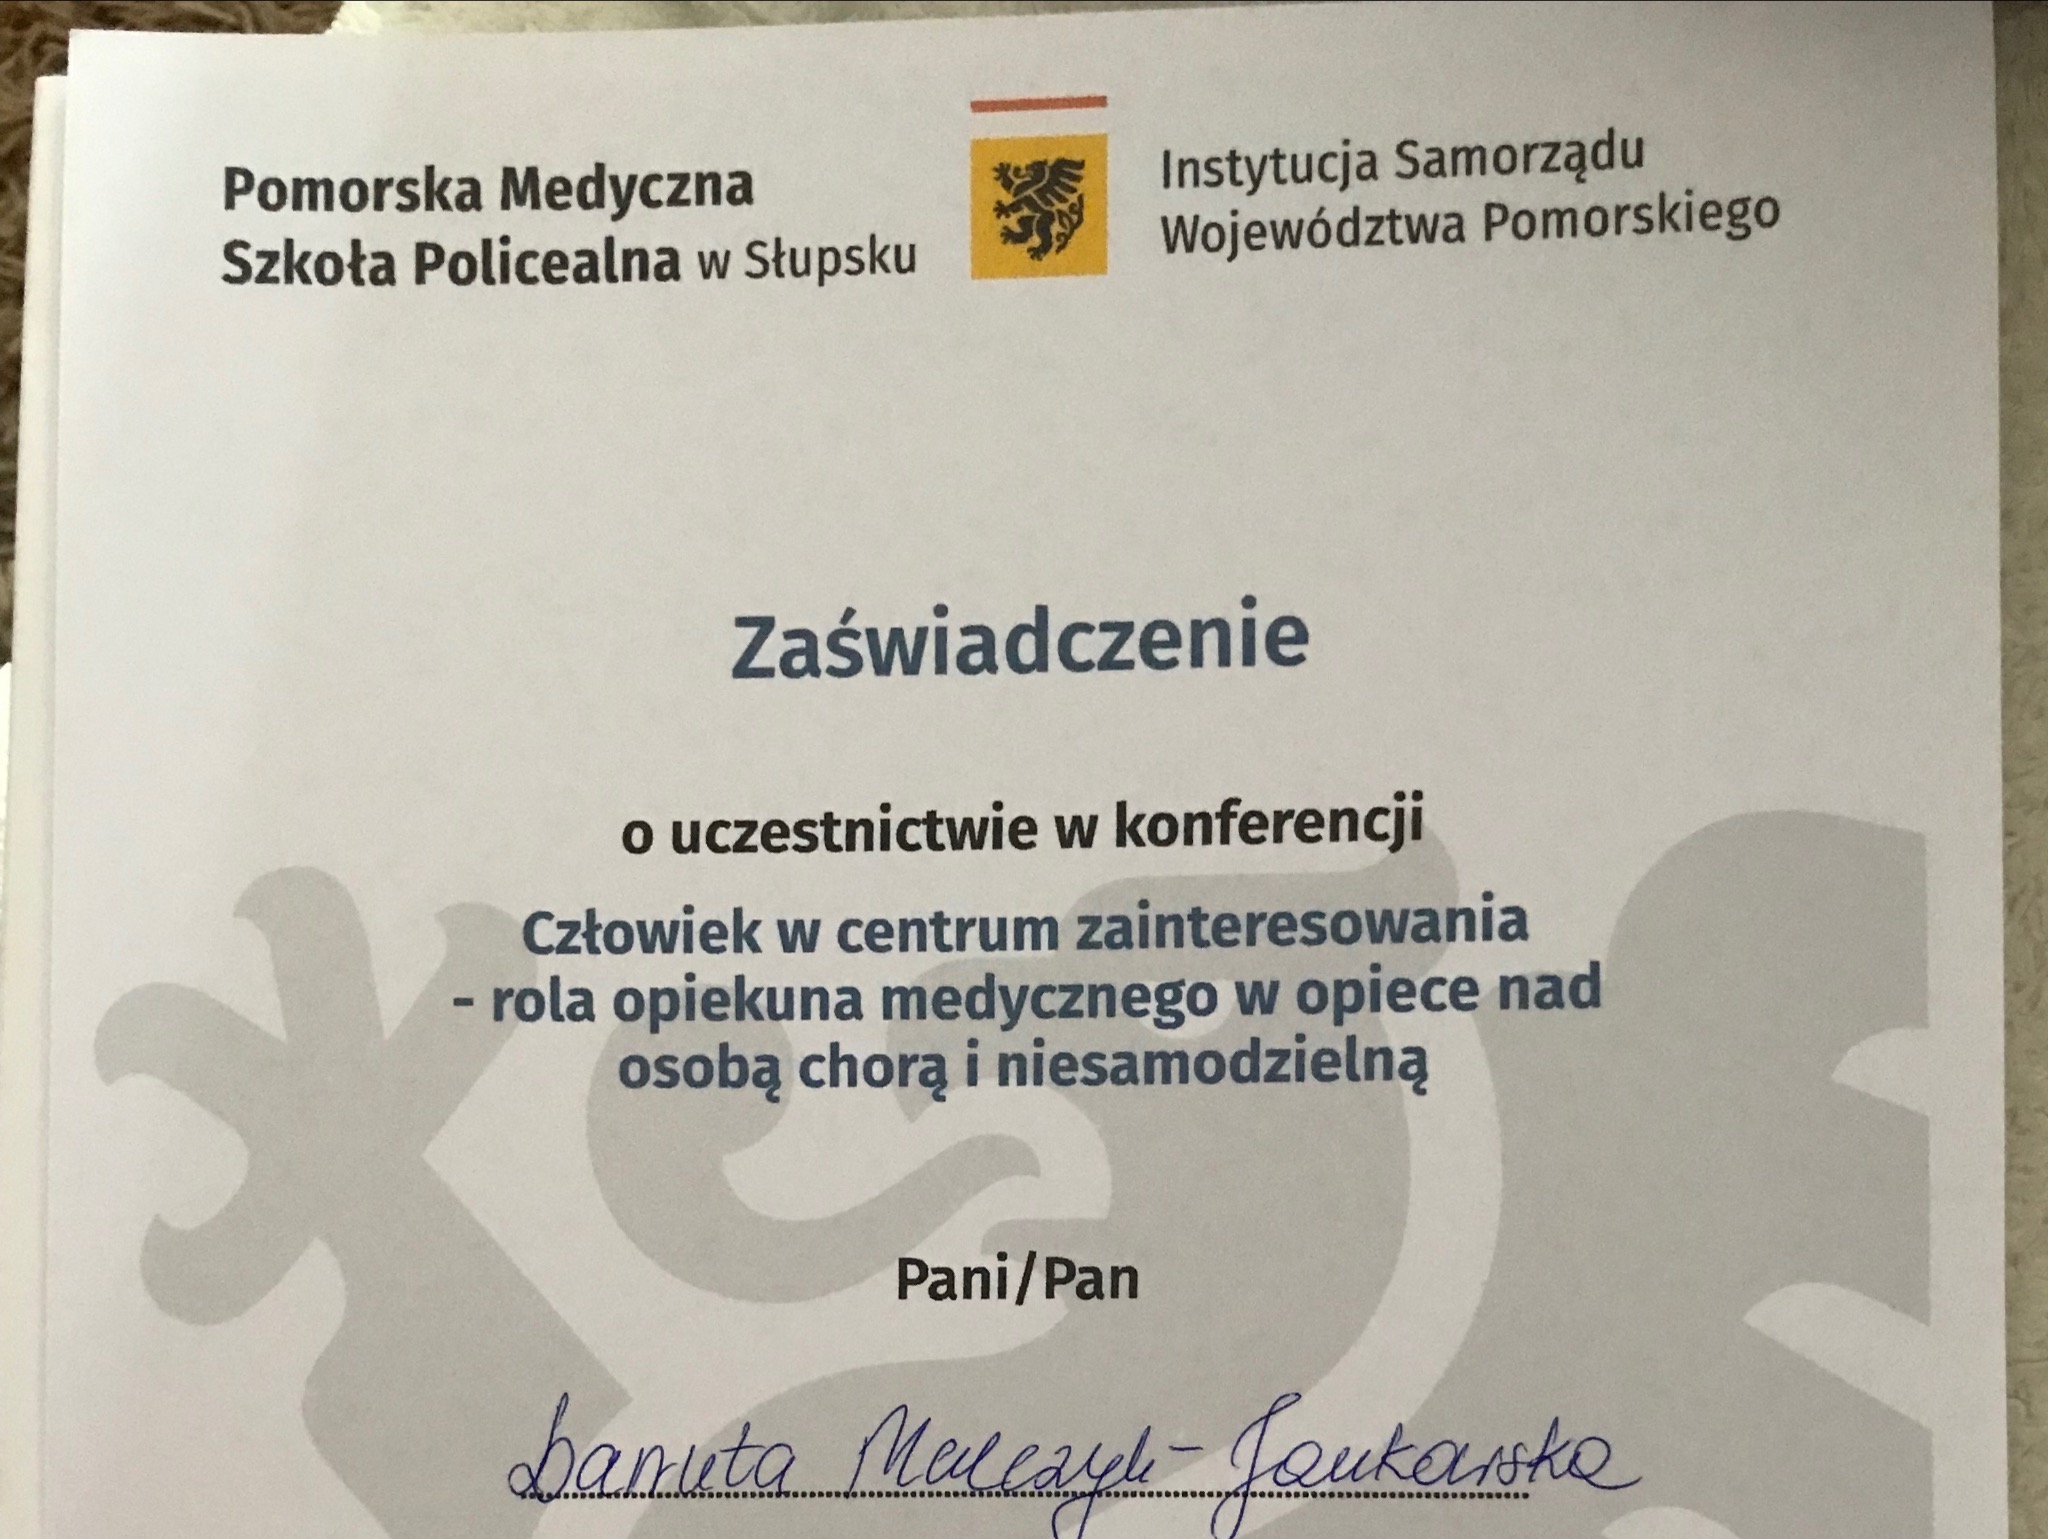 Pomorska Medyczna
Szkoła Policealna w Słupsku
Instytucja Samorządu
Województwa Pomorskiego
Zaświadczenie
o uczestnictwie w konferencji
Człowiek w centrum zainteresowania
- rola opiekuna medycznego w opiece nad
osobą chorą i niesamodzielną
Pani/Pan
Danuta